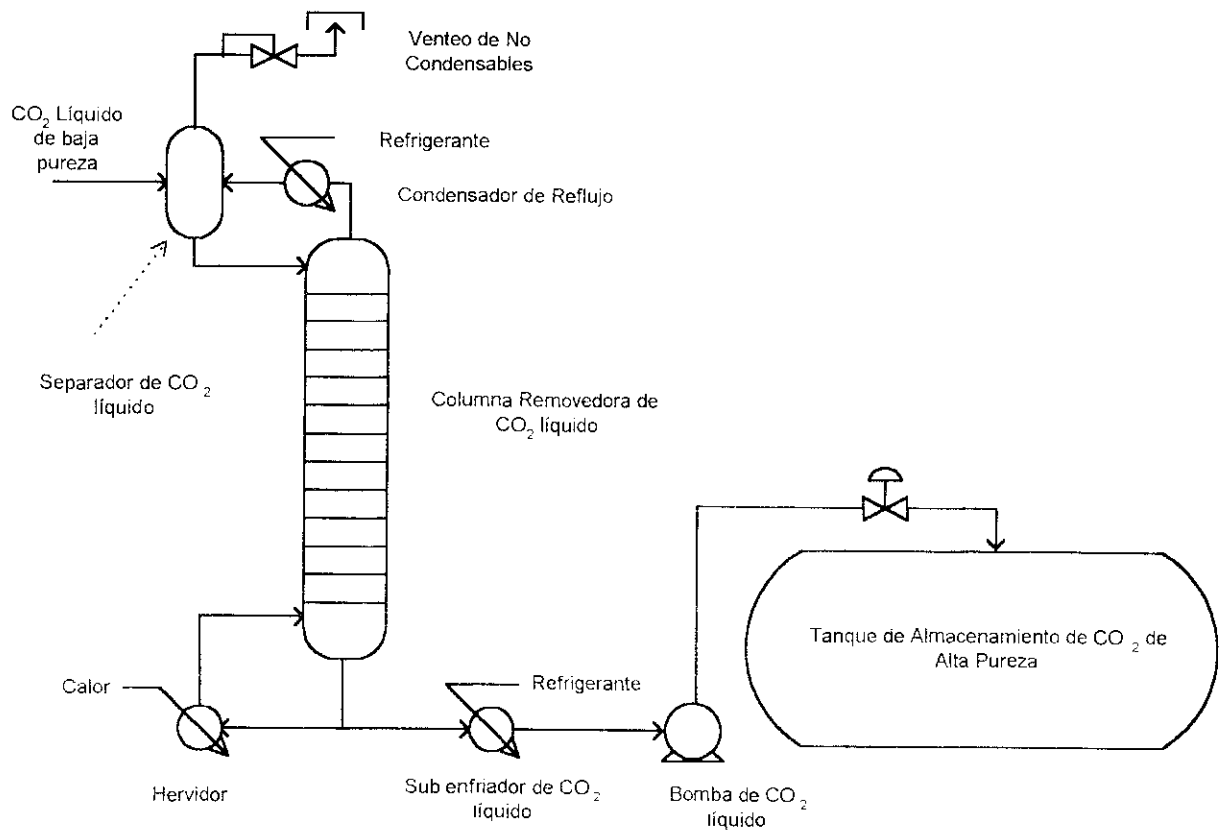 Venteo de No
Condensables
CO₂ Líquido
de baja
pureza
Refrigerante
Condensador de Reflujo
Separador de CO₂
líquido
Columna Removedora de
CO₂ líquido
Tanque de Almacenamiento de CO₂ de
Alta Pureza
Calor
Refrigerante
Hervidor
Sub enfriador de CO₂
líquido
Bomba de CO₂
líquido